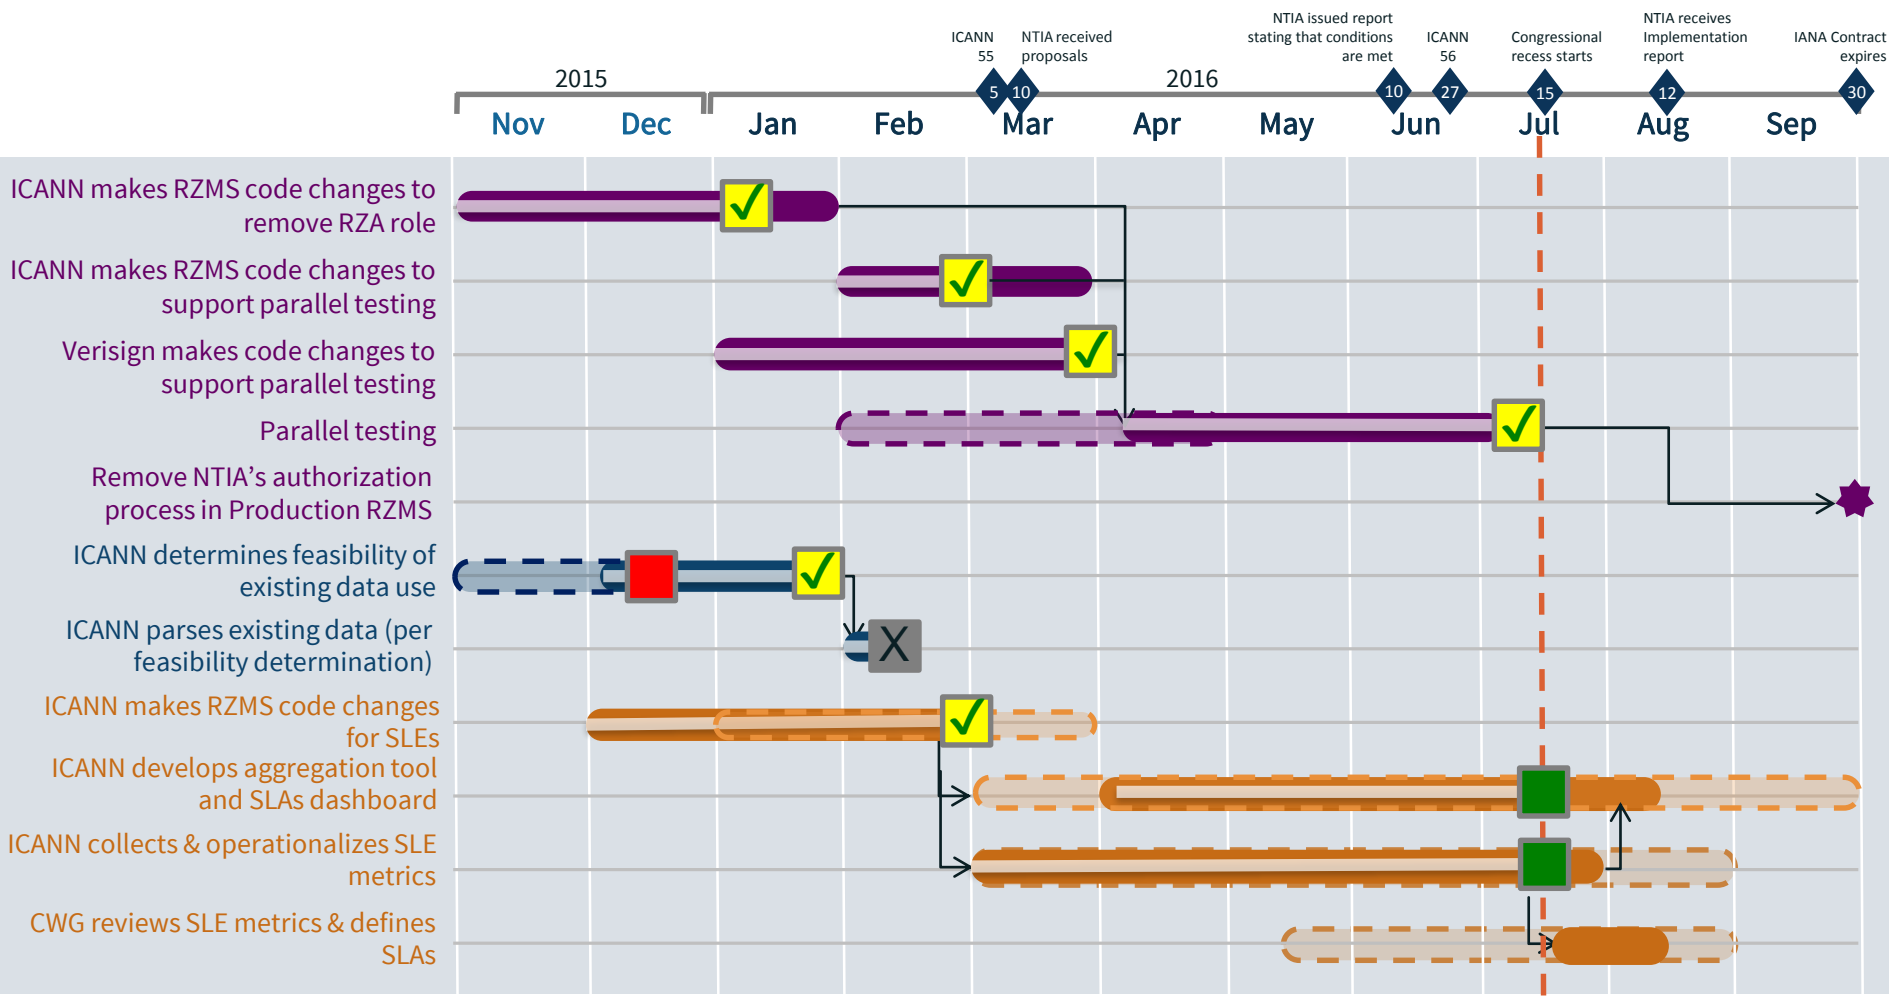 NTIA issued report
stating that conditions
are met
NTIA receives
Implementation
report
ICANN
55
NTIA received
proposals
ICANN
56
Congressional
recess starts
IANA Contract
expires
2015
2016
5
10
10
27
15
12
30
Nov
Dec
Jan
Feb
Mar
Apr
May
Jun
Jul
Aug
Sep
ICANN makes RZMS code changes to
remove RZA role
ICANN makes RZMS code changes to
support parallel testing
Verisign makes code changes to
support parallel testing
Parallel testing
Remove NTIA’s authorization
process in Production RZMS
ICANN determines feasibility of
existing data use
ICANN parses existing data (per
feasibility determination)
X
ICANN makes RZMS code changes
for SLEs
ICANN develops aggregation tool
and SLAs dashboard
ICANN collects & operationalizes SLE
metrics
CWG reviews SLE metrics & defines
SLAs